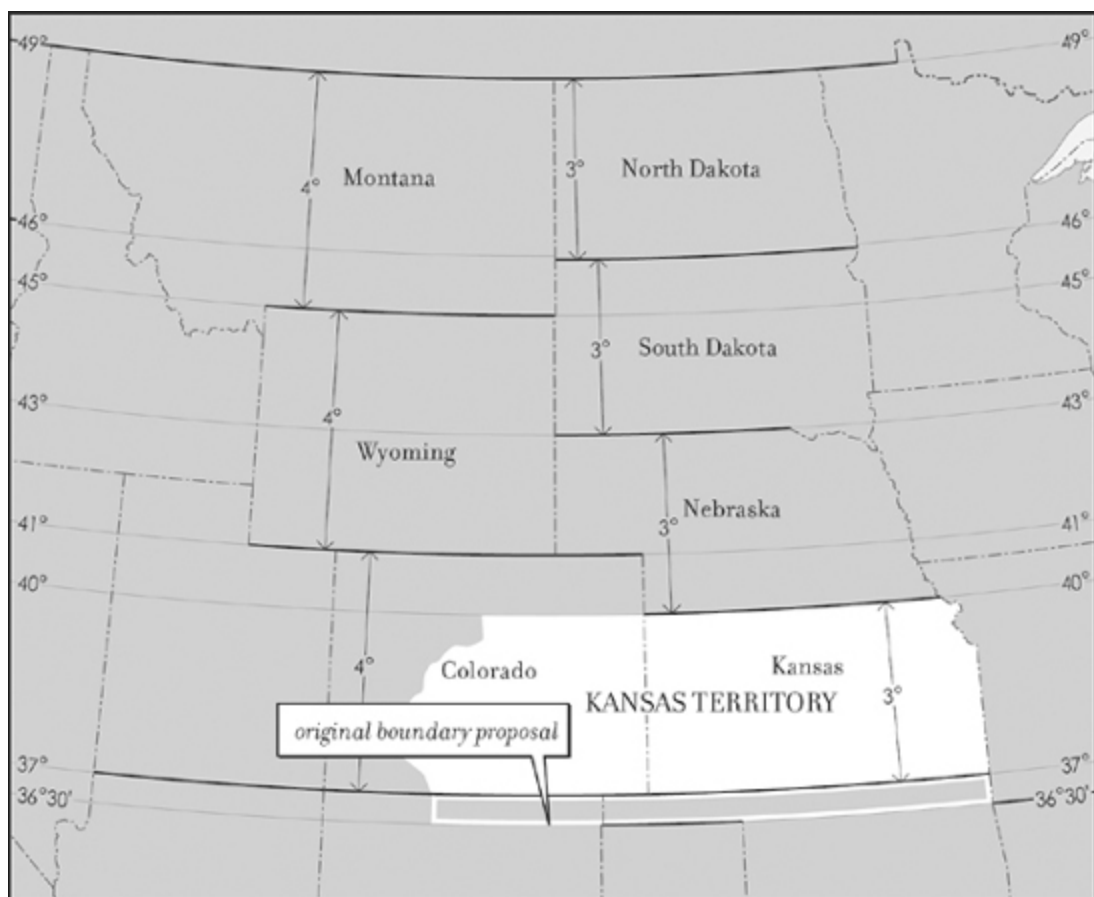 49°
49°
4°
Montana
3°
North Dakota
46°
46°
45°
45°
3°
South Dakota
4°
43°
43°
Wyoming
Nebraska
3°
41°
41°
40°
40°
4°
Colorado
Kansas
3°
KANSAS TERRITORY
original boundary proposal
37°
37°
36°30'
36°30'